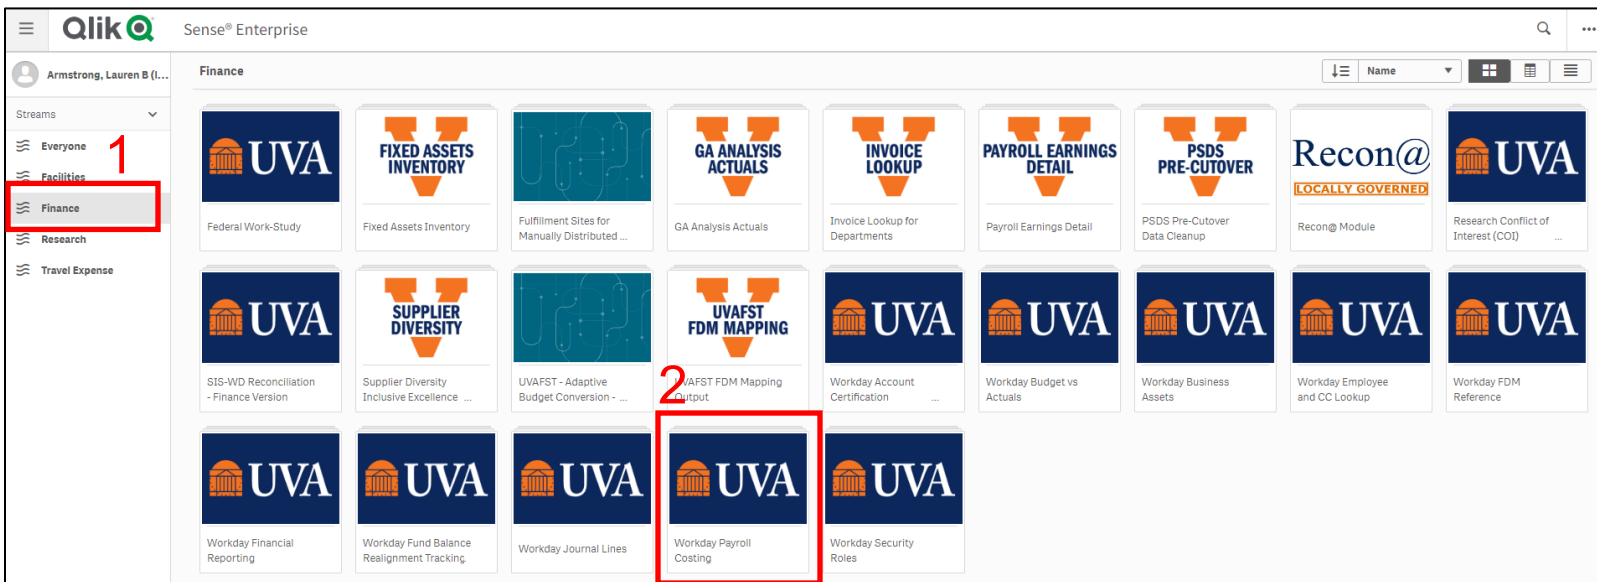 Qlik Q Sense® Enterprise
Armstrong, Lauren B (I...
Finance
Name
Streams
1
Everyone
Facilities
Finance
Research
Travel Expense
UVA
FIXED ASSETS
INVENTORY
GA ANALYSIS
ACTUALS
INVOICE
LOOKUP
PAYROLL EARNINGS
DETAIL
PSDS
PRE-CUTOVER
Recon@
LOCALLY GOVERNED
UVA
Federal Work-Study
Fixed Assets Inventory
Fulfillment Sites for
Manually Distributed ...
GA Analysis Actuals
Invoice Lookup for
Departments
Payroll Earnings Detail
PSDS Pre-Cutover
Data Cleanup
Recon@ Module
Research Conflict of
Interest (COI) ...
UVA
SUPPLIER
DIVERSITY
UVAFST
FDM MAPPING
UVA
UVA
UVA
UVA
UVA
SIS-WD Reconciliation
- Finance Version
Supplier Diversity
Inclusive Excellence ...
UVAFST - Adaptive
Budget Conversion - ...
2
UVAFST FDM Mapping
Output
Workday Account
Certification ...
Workday Budget vs
Actuals
Workday Business
Assets
Workday Employee
and CC Lookup
Workday FDM
Reference
UVA
UVA
UVA
UVA
UVA
Workday Financial
Reporting
Workday Fund Balance
Realignment Tracking
Workday Journal Lines
Workday Payroll
Costing
Workday Security
Roles